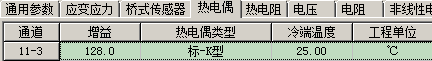 通用参数 应变应力 桥式传感器 热电偶 热电阻 电压 电阻 非线性
通道 增益 热电偶类型 冷端温度 工程单位
11-3 128.0 标-K型 25.00 ℃